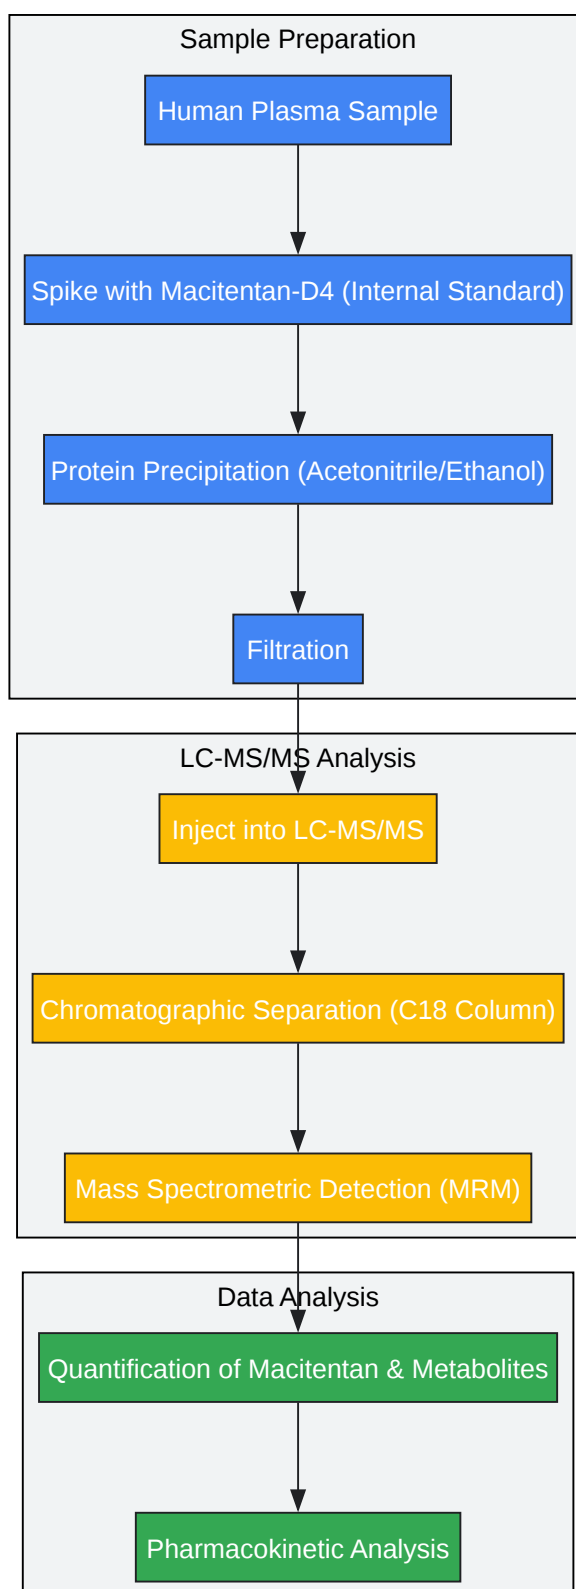 Sample Preparation
Human Plasma Sample
Spike with Macitentan-D4 (Internal Standard)
Protein Precipitation (Acetonitrile/Ethanol)
Filtration
LC-MS/MS Analysis
Inject into LC-MS/MS
Chromatographic Separation (C18 Column)
Mass Spectrometric Detection (MRM)
Data Analysis
Quantification of Macitentan & Metabolites
Pharmacokinetic Analysis